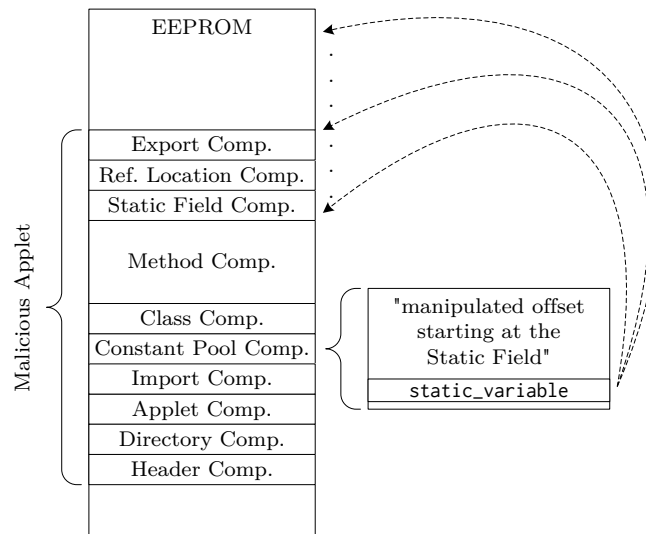 EEPROM
Export Comp.
Ref. Location Comp.
Static Field Comp.
Method Comp.
Class Comp.
Constant Pool Comp.
Import Comp.
Applet Comp.
Directory Comp.
Header Comp.
Malicious Applet
"manipulated offset
starting at the
Static Field"
static_variable